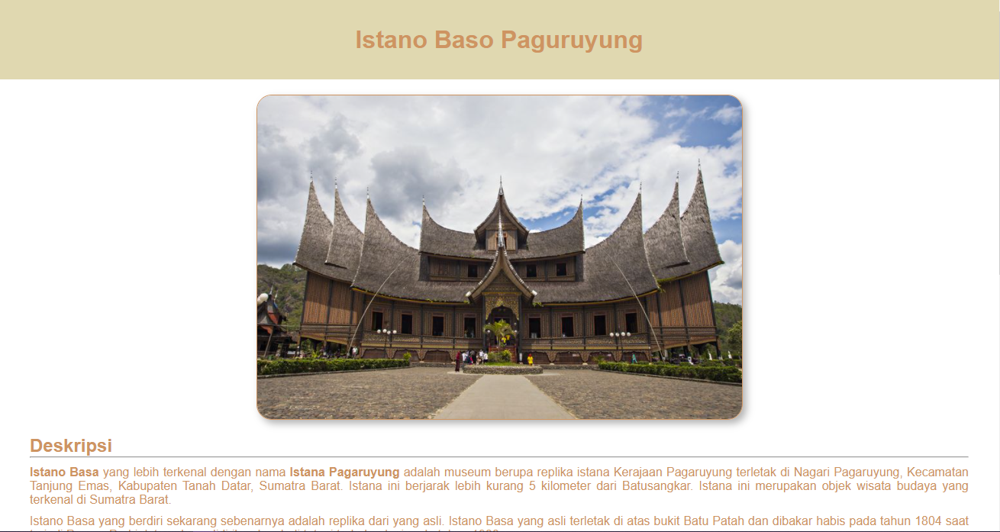 Istano Baso Paguruyung
Deskripsi
Istano Basa yang lebih terkenal dengan nama Istana Pagaruyung adalah museum berupa replika istana Kerajaan Pagaruyung terletak di Nagari Pagaruyung, Kecamatan
Tanjung Emas, Kabupaten Tanah Datar, Sumatra Barat. Istana ini berjarak lebih kurang 5 kilometer dari Batusangkar. Istana ini merupakan objek wisata budaya yang
terkenal di Sumatra Barat.
Istano Basa yang berdiri sekarang sebenarnya adalah replika dari yang asli. Istano Basa yang asli terletak di atas bukit Batu Patah dan dibakar habis pada tahun 1804 saat